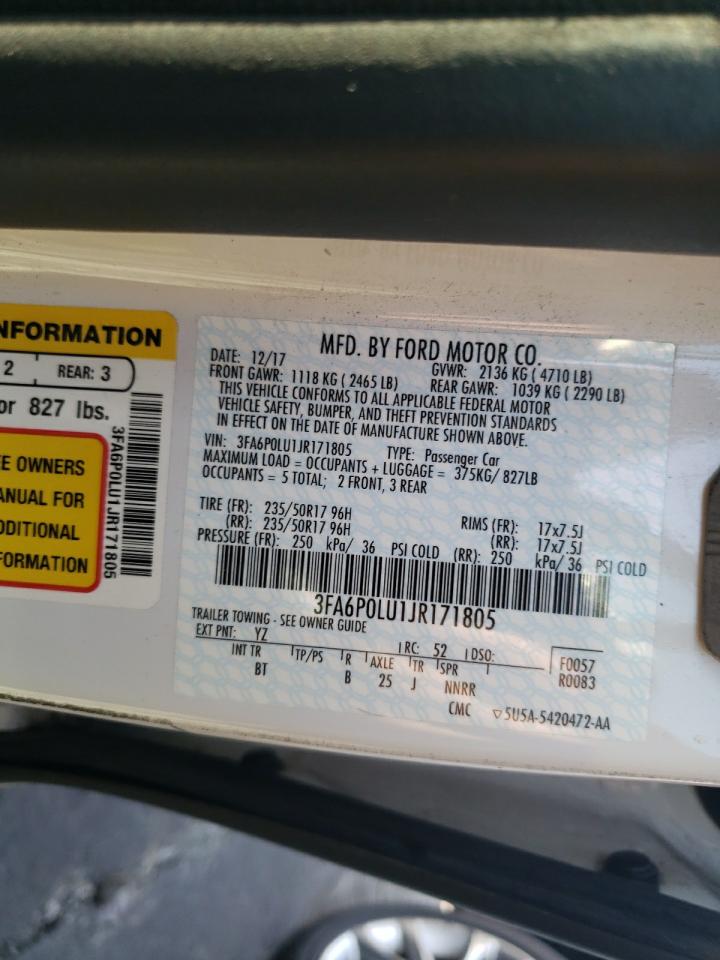 NFORMATION
2 REAR: 3
or 827 lbs.
E OWNERS
ANUAL FOR
DDITIONAL
FORMATION
3FA6P0LU1JR171805
MFD. BY FORD MOTOR CO.
DATE: 12/17 GVWR: 2136 KG ( 4710 LB)
FRONT GAWR: 1118 KG ( 2465 LB) REAR GAWR: 1039 KG ( 2290 LB)
THIS VEHICLE CONFORMS TO ALL APPLICABLE FEDERAL MOTOR
VEHICLE SAFETY, BUMPER, AND THEFT PREVENTION STANDARDS
IN EFFECT ON THE DATE OF MANUFACTURE SHOWN ABOVE.
VIN: 3FA6P0LU1JR171805 TYPE: Passenger Car
MAXIMUM LOAD = OCCUPANTS + LUGGAGE = 375KG/ 827LB
OCCUPANTS = 5 TOTAL; 2 FRONT, 3 REAR
TIRE (FR): 235/50R17 96H RIMS (FR): 17x7.5J
(RR): 235/50R17 96H (RR): 17x7.5J
PRESSURE (FR): 250 kPa/ 36 PSI COLD (RR): 250 kPa/ 36 PSI COLD
3FA6P0LU1JR171805
TRAILER TOWING - SEE OWNER GUIDE
EXT PNT: YZ RC: 52 DSO: F0057
INT TR TP/PS R AXLE TR SPR R0083
BT B 25 J NNRR
CMC ▽5U5A-5420472-AA